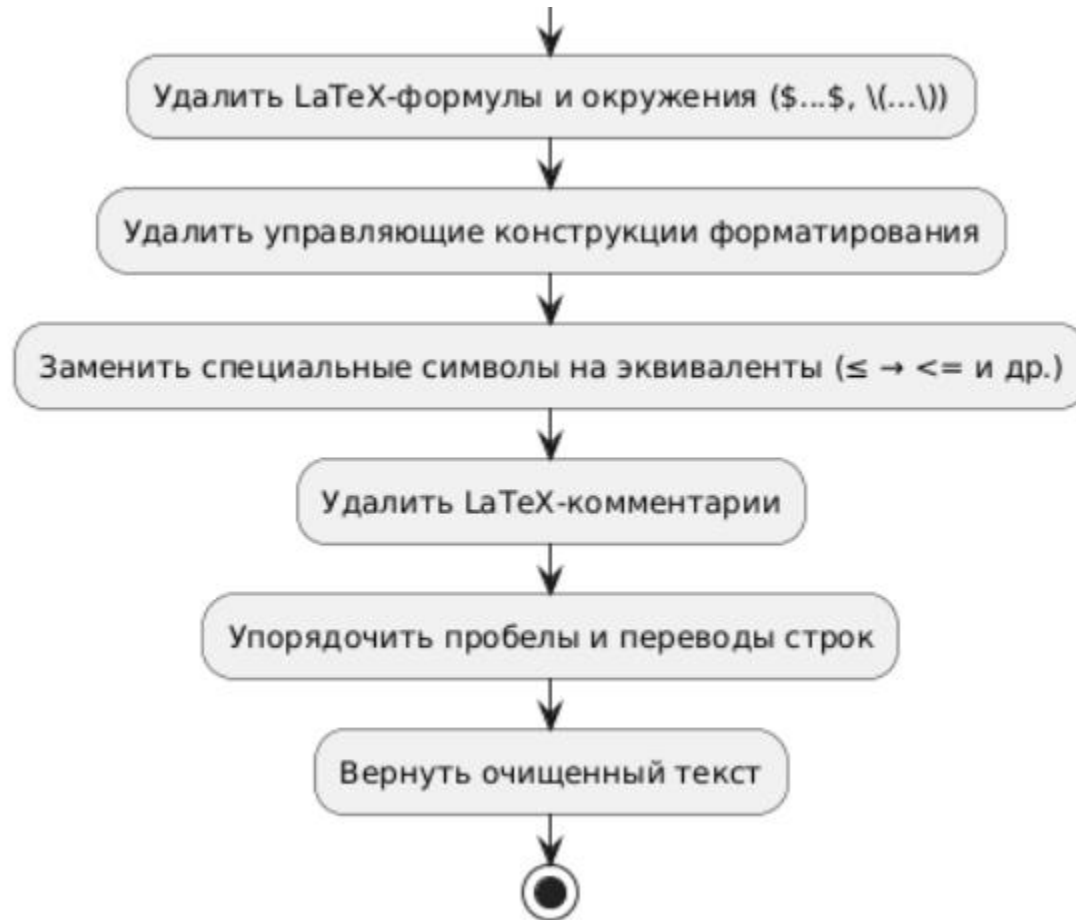 Удалить LaTeX-формулы и окружения ($...$, \(...\))
Удалить управляющие конструкции форматирования
Заменить специальные символы на эквиваленты (≤ → <= и др.)
Удалить LaTeX-комментарии
Упорядочить пробелы и переводы строк
Вернуть очищенный текст